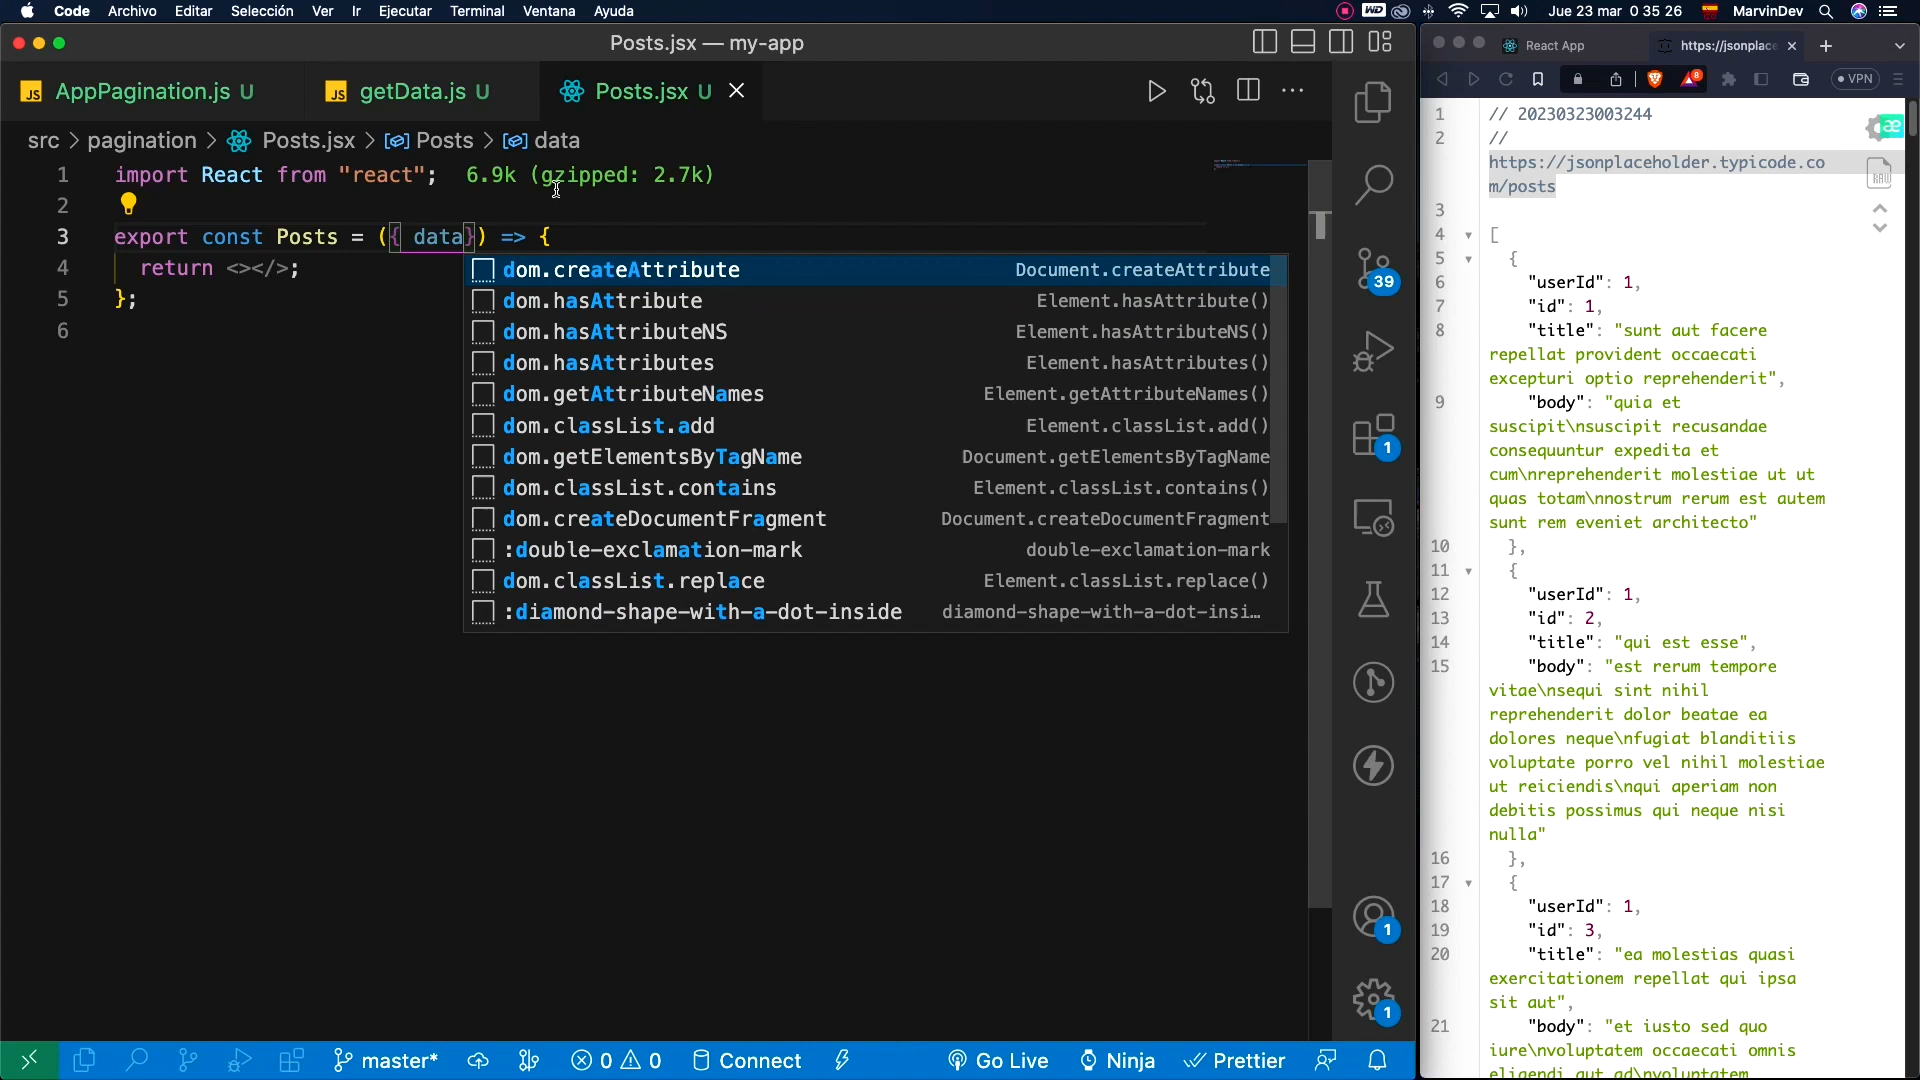 Code Archivo Editar Selección Ver Ir Ejecutar Terminal Ventana Ayuda
WD Jue 23 mar 0 35 26 MarvinDev
Posts.jsx — my-app
JS AppPagination.js U
JS getData.js U
Posts.jsx U
src > pagination > Posts.jsx > Posts > data
1 import React from "react"; 6.9k (gzipped: 2.7k)
2
3 export const Posts = ({ data}) => {
4 return <></>;
5 };
6
dom.createAttribute Document.createAttribute
dom.hasAttribute Element.hasAttribute()
dom.hasAttributeNS Element.hasAttributeNS()
dom.hasAttributes Element.hasAttributes()
dom.getAttributeNames Element.getAttributeNames()
dom.classList.add Element.classList.add()
dom.getElementsByTagName Document.getElementsByTagName
dom.classList.contains Element.classList.contains()
dom.createDocumentFragment Document.createDocumentFragment
:double-exclamation-mark double-exclamation-mark
dom.classList.replace Element.classList.replace()
:diamond-shape-with-a-dot-inside diamond-shape-with-a-dot-insi…
39
1
1
1
master* 0 0 Connect Go Live Ninja Prettier
React App https://jsonplace
8 VPN
1 // 20230323003244
2 //
https://jsonplaceholder.typicode.co
m/posts
RAW
æ
3
4 [
5 {
6 "userId": 1,
7 "id": 1,
8 "title": "sunt aut facere
repellat provident occaecati
excepturi optio reprehenderit",
9 "body": "quia et
suscipit\nsuscipit recusandae
consequuntur expedita et
cum\nreprehenderit molestiae ut ut
quas totam\nnostrum rerum est autem
sunt rem eveniet architecto"
10 },
11 {
12 "userId": 1,
13 "id": 2,
14 "title": "qui est esse",
15 "body": "est rerum tempore
vitae\nsequi sint nihil
reprehenderit dolor beatae ea
dolores neque\nfugiat blanditiis
voluptate porro vel nihil molestiae
ut reiciendis\nqui aperiam non
debitis possimus qui neque nisi
nulla"
16 },
17 {
18 "userId": 1,
19 "id": 3,
20 "title": "ea molestias quasi
exercitationem repellat qui ipsa
sit aut",
21 "body": "et iusto sed quo
iure\nvoluptatem occaecati omnis
eligendi aut ad\nvoluptatem